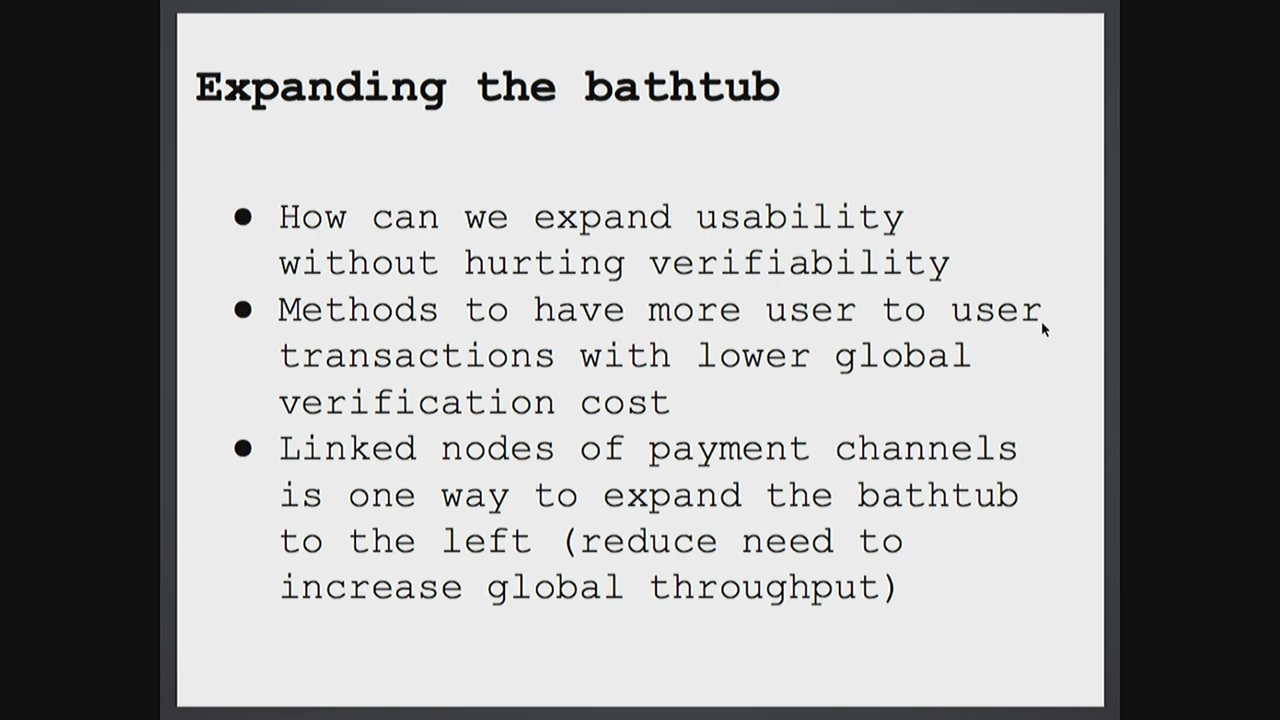 Expanding the bathtub
● How can we expand usability
without hurting verifiability
● Methods to have more user to user
transactions with lower global
verification cost
● Linked nodes of payment channels
is one way to expand the bathtub
to the left (reduce need to
increase global throughput)